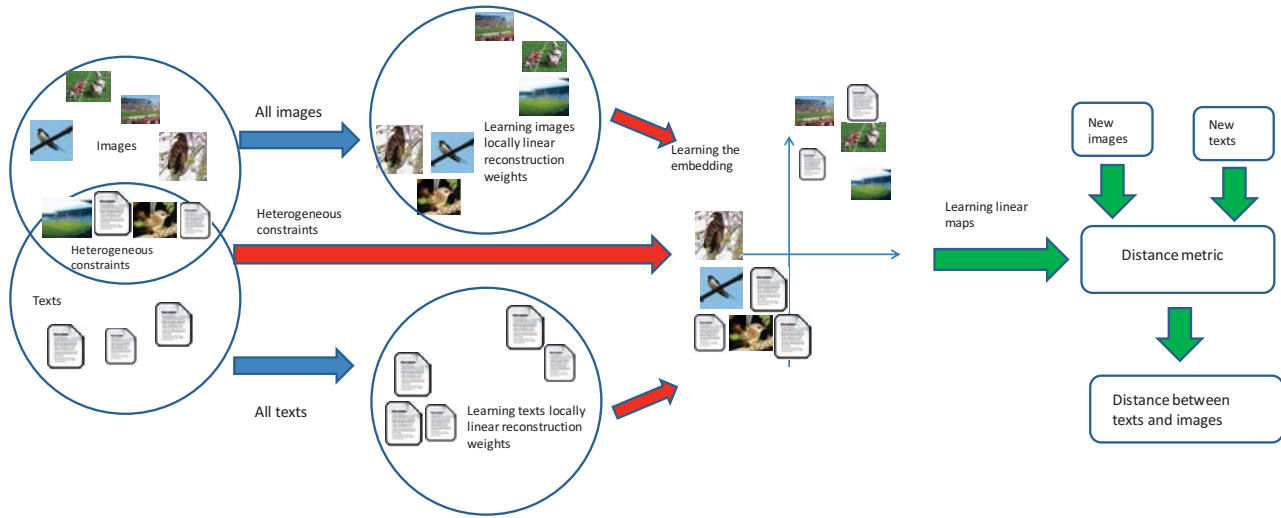 Images
Heterogeneous
constraints
Texts
All images
Heterogeneous
constraints
All texts
Learning images
locally linear
reconstruction
weights
Learning texts locally
linear reconstruction
weights
Learning the
embedding
Learning linear
maps
New
images
New
texts
Distance metric
Distance between
texts and images